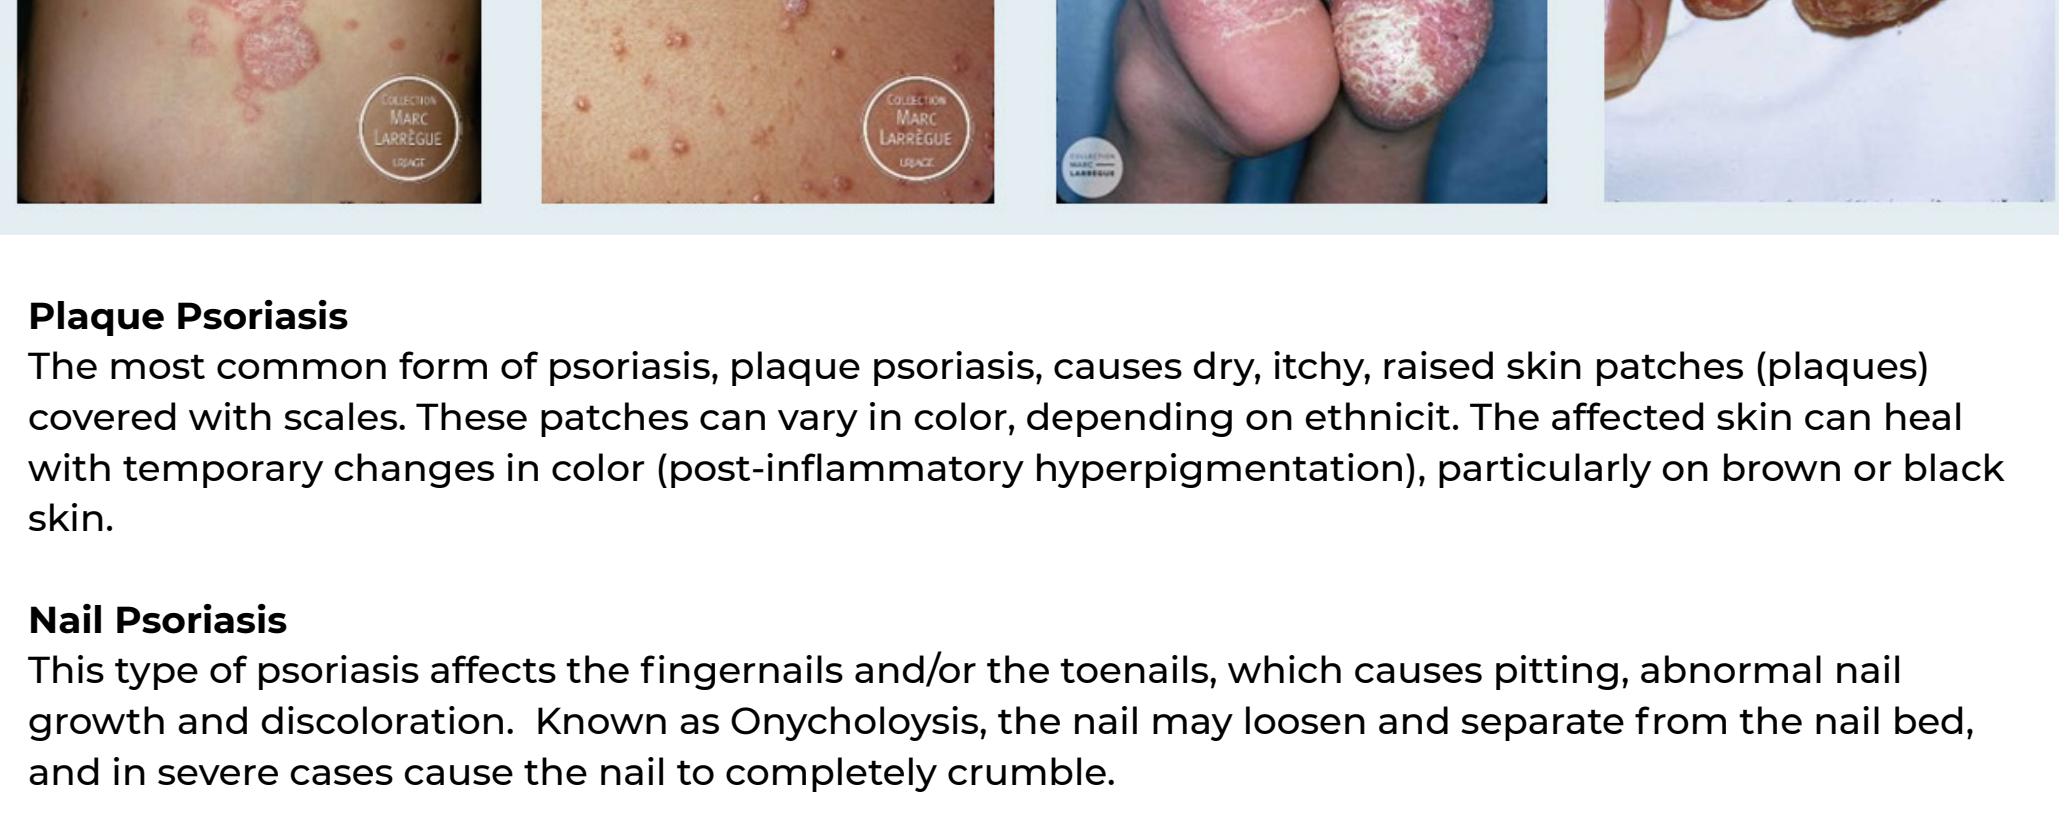 COLLECTION
MARC
LARRÈGUE
URIAGE
COLLECTION
MARC
LARRÈGUE
URIAGE
COLLECTION
MARC
LARRÈGUE
Plaque Psoriasis
The most common form of psoriasis, plaque psoriasis, causes dry, itchy, raised skin patches (plaques)
covered with scales. These patches can vary in color, depending on ethnicit. The affected skin can heal
with temporary changes in color (post-inflammatory hyperpigmentation), particularly on brown or black
skin.
Nail Psoriasis
This type of psoriasis affects the fingernails and/or the toenails, which causes pitting, abnormal nail
growth and discoloration.  Known as Onycholoysis, the nail may loosen and separate from the nail bed,
and in severe cases cause the nail to completely crumble.